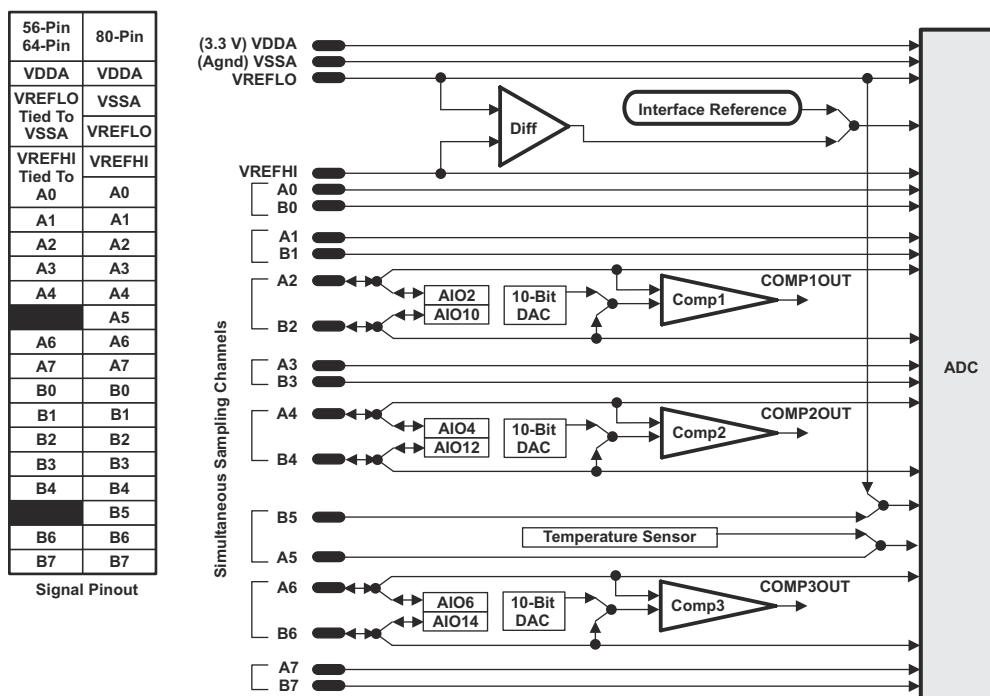 56-Pin
64-Pin
80-Pin
VDDA
VDDA
VREFLO
Tied To
VSSA
VSSA
VREFLO
VREFHI
Tied To
A0
VREFHI
A0
A1
A1
A2
A2
A3
A3
A4
A4
A5
A6
A6
A7
A7
B0
B0
B1
B1
B2
B2
B3
B3
B4
B4
B5
B6
B6
B7
B7
Signal Pinout
(3.3 V) VDDA
(Agnd) VSSA
VREFLO
Interface Reference
Diff
VREFHI
A0
B0
A1
B1
A2
AIO2
AIO10
10-Bit
DAC
Comp1
COMP1OUT
B2
Simultaneous Sampling Channels
A3
B3
ADC
A4
AIO4
AIO12
10-Bit
DAC
Comp2
COMP2OUT
B4
B5
Temperature Sensor
A5
A6
AIO6
AIO14
10-Bit
DAC
Comp3
COMP3OUT
B6
A7
B7